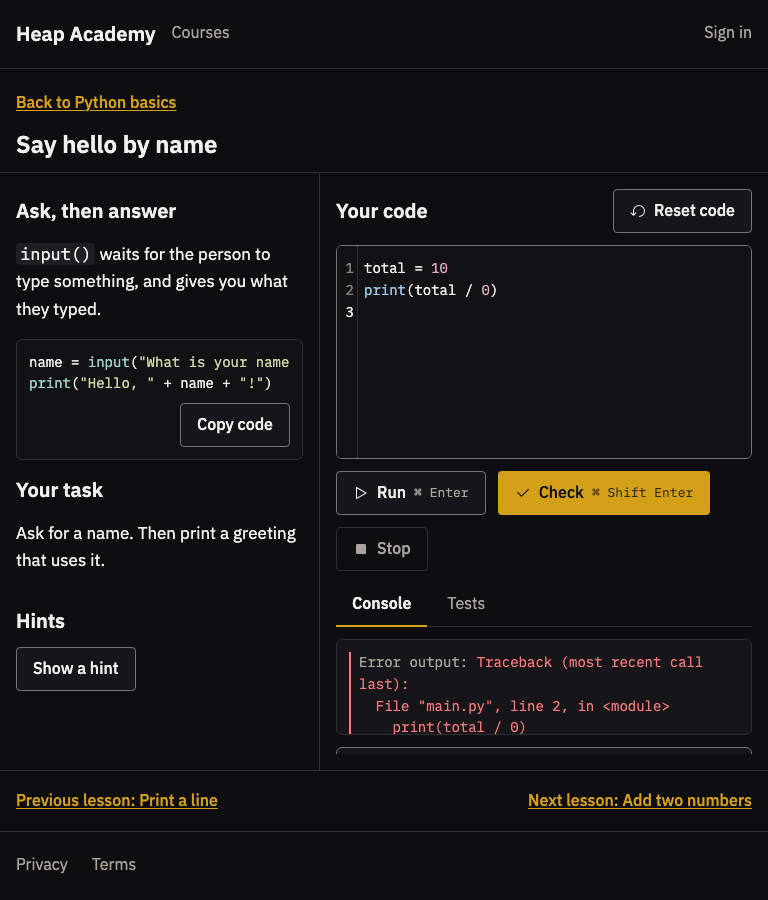 Heap Academy Courses Sign in
Back to Python basics
Say hello by name
Ask, then answer
input() waits for the person to
type something, and gives you what
they typed.
name = input("What is your name
print("Hello, " + name + "!")
Copy code
Your task
Ask for a name. Then print a greeting
that uses it.
Hints
Show a hint
Your code
Reset code
1 total = 10
2 print(total / 0)
3
Run ⌘ Enter
Check ⌘ Shift Enter
Stop
Console Tests
Error output: Traceback (most recent call
last):
File "main.py", line 2, in <module>
print(total / 0)
Previous lesson: Print a line
Next lesson: Add two numbers
Privacy Terms